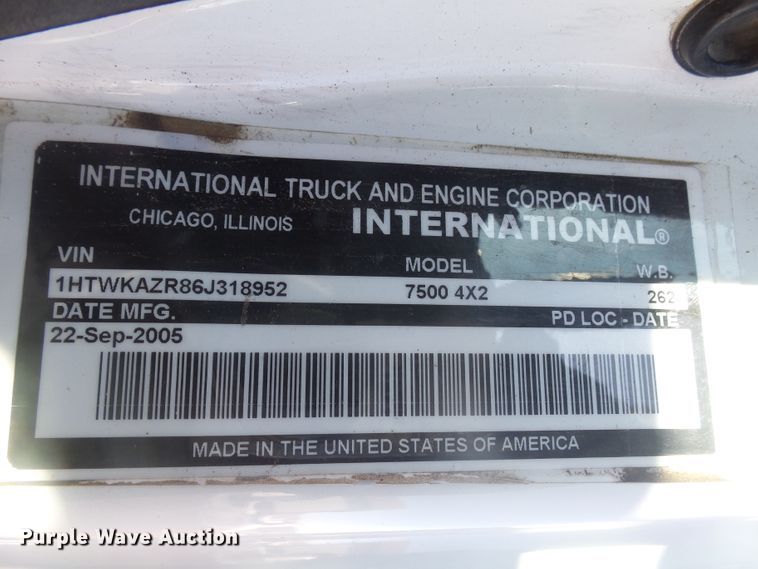 INTERNATIONAL TRUCK AND ENGINE CORPORATION
CHICAGO, ILLINOIS INTERNATIONAL®
VIN MODEL W.B.
1HTWKAZR86J318952 7500 4X2 262
DATE MFG. PD LOC - DATE
22-Sep-2005
MADE IN THE UNITED STATES OF AMERICA
Purple Wave Auction